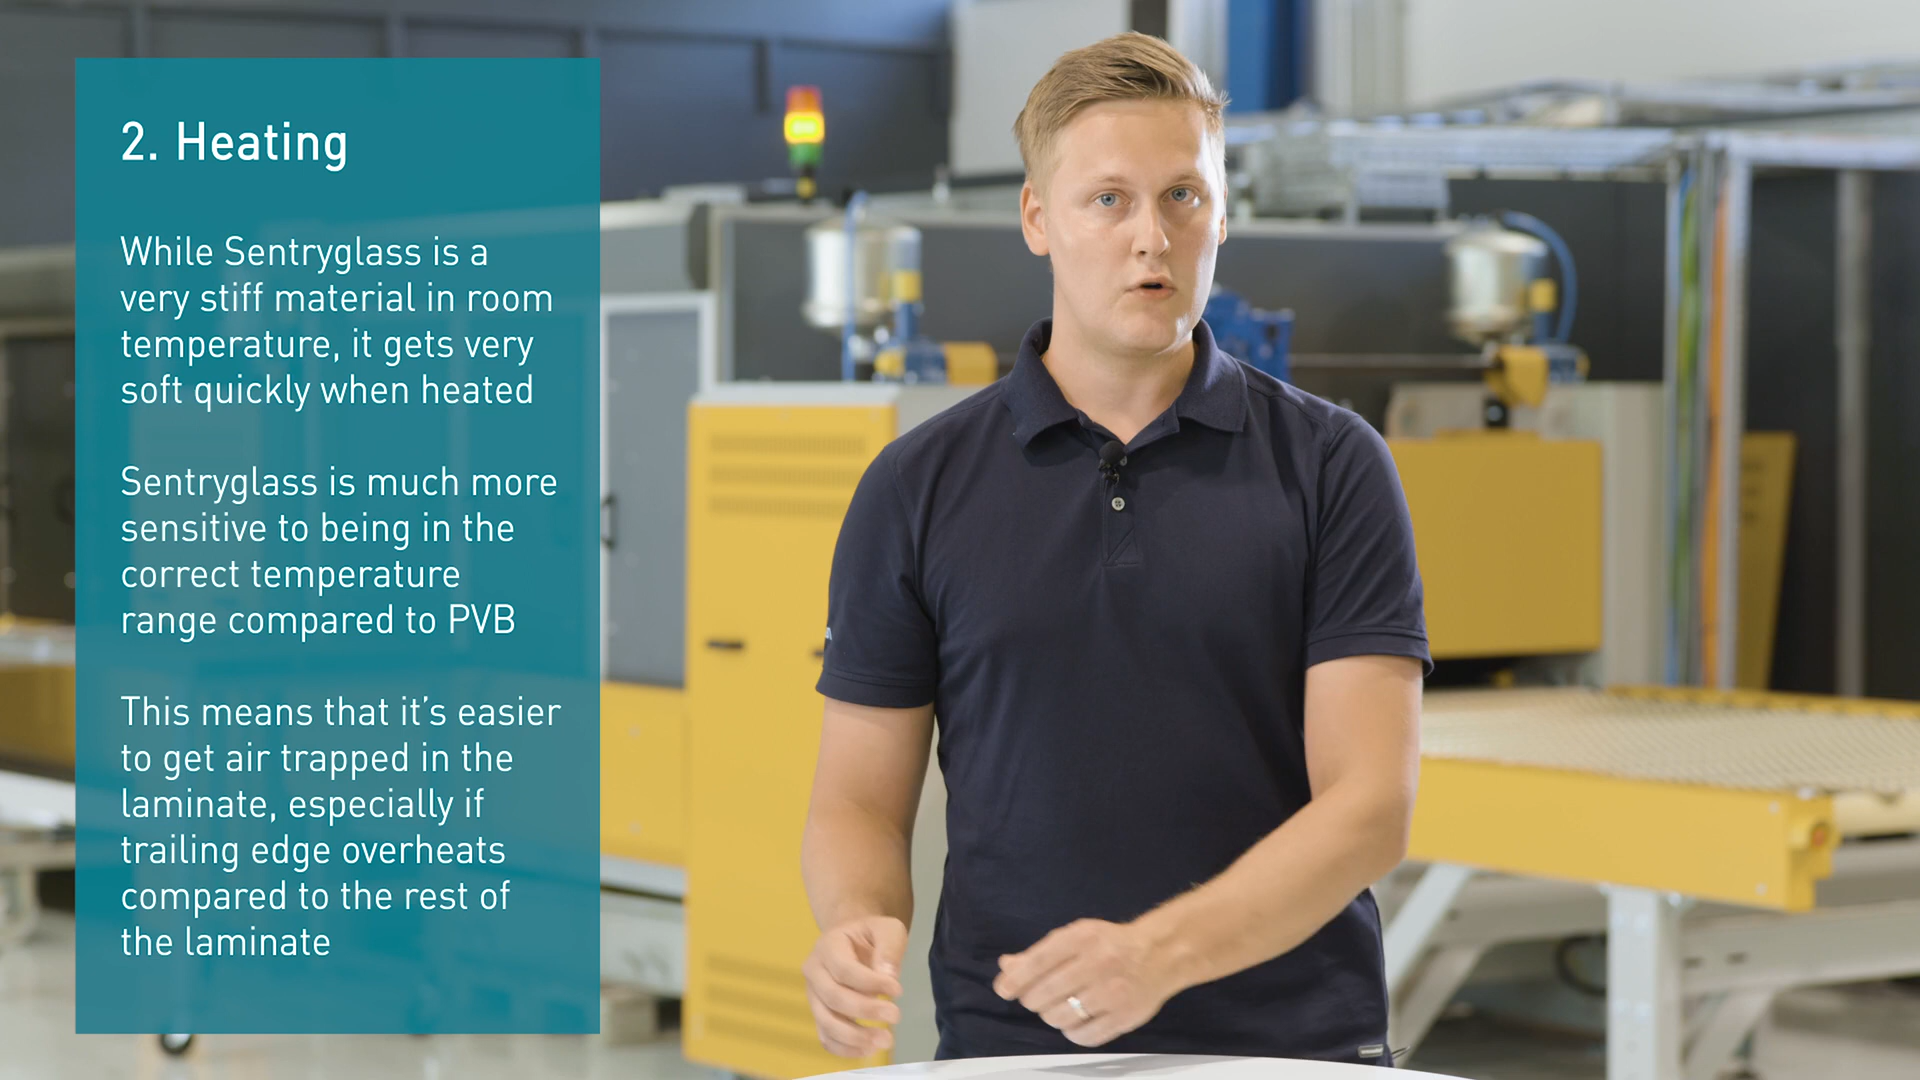 2. Heating
While Sentryglass is a
very stiff material in room
temperature, it gets very
soft quickly when heated
Sentryglass is much more
sensitive to being in the
correct temperature
range compared to PVB
This means that it’s easier
to get air trapped in the
laminate, especially if
trailing edge overheats
compared to the rest of
the laminate